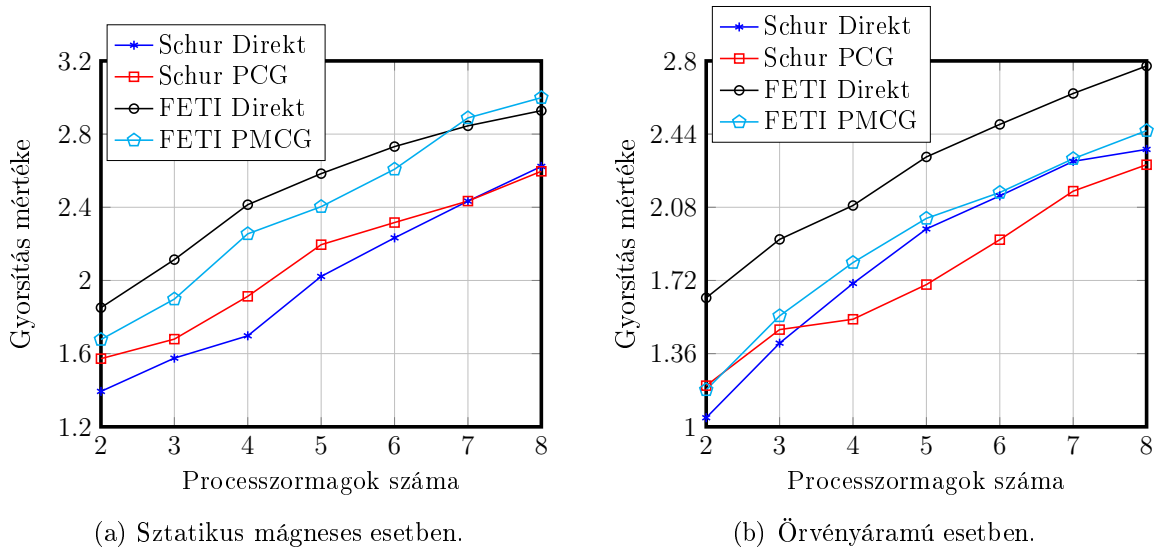 Schur Direkt
Schur PCG
FETI Direkt
FETI PMCG
3.2
2.8
2.4
2
1.6
1.2
2 3 4 5 6 7 8
Gyorsítás mértéke
Processzormagok száma
(a) Sztatikus mágneses esetben.
Schur Direkt
Schur PCG
FETI Direkt
FETI PMCG
2.8
2.44
2.08
1.72
1.36
1
2 3 4 5 6 7 8
Gyorsítás mértéke
Processzormagok száma
(b) Örvényáramú esetben.